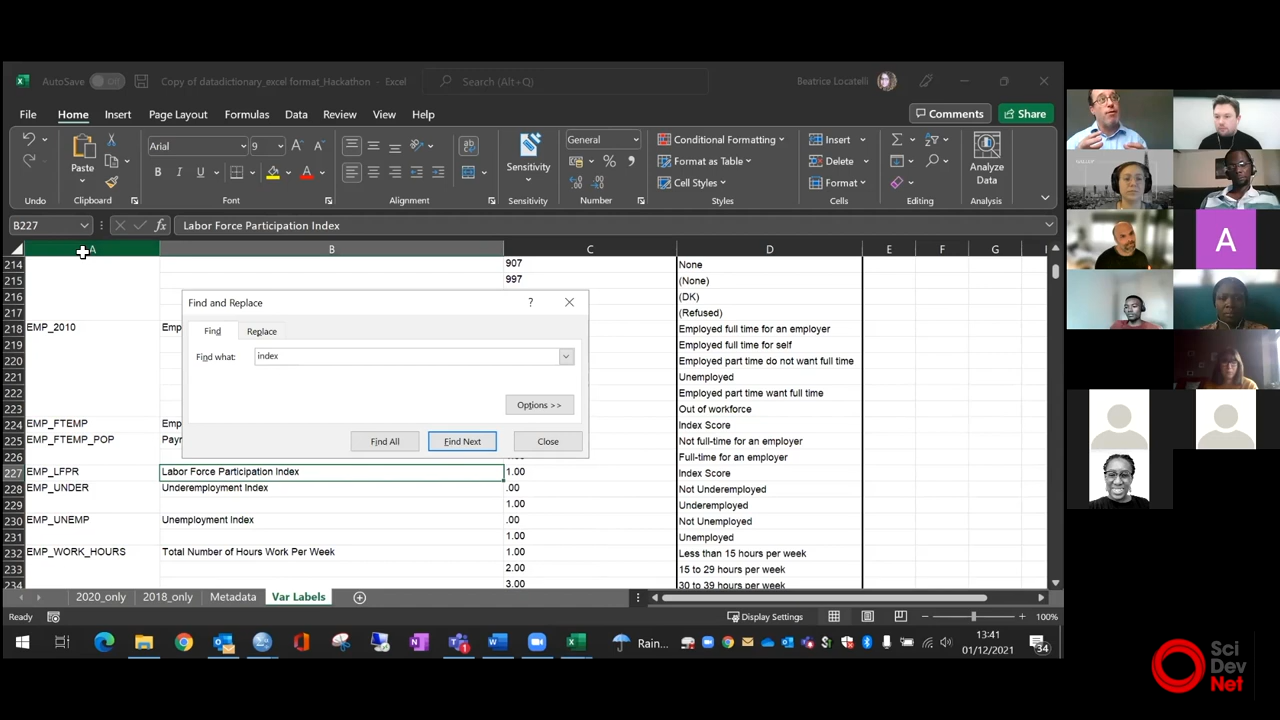 AutoSave Off Copy of datadictionary_excel format_Hackathon - Excel Search (Alt+Q) Beatrice Locatelli
File Home Insert Page Layout Formulas Data Review View Help Comments Share
Paste Arial 9 General Conditional Formatting Insert
Sensitivity Format as Table Delete Analyze Data
Cell Styles Format
Undo Clipboard Font Alignment Sensitivity Number Styles Cells Editing Analysis
B227 fx Labor Force Participation Index
A B C D E F G
214 907 None
215 997 (None)
216 (DK)
217 (Refused)
218 EMP_2010 Emp Employed full time for an employer
219 Employed full time for self
220 Employed part time do not want full time
221 Unemployed
222 Employed part time want full time
223 Out of workforce
224 EMP_FTEMP Emp Index Score
225 EMP_FTEMP_POP Payr Not full-time for an employer
226 Full-time for an employer
227 EMP_LFPR Labor Force Participation Index 1.00 Index Score
228 EMP_UNDER Underemployment Index .00 Not Underemployed
229 1.00 Underemployed
230 EMP_UNEMP Unemployment Index .00 Not Unemployed
231 1.00 Unemployed
232 EMP_WORK_HOURS Total Number of Hours Work Per Week 1.00 Less than 15 hours per week
233 2.00 15 to 29 hours per week
234 3.00 30 to 39 hours per week
Find and Replace ?
Find Replace
Find what: index
Options >>
Find All Find Next Close
2020_only 2018_only Metadata Var Labels
Ready Display Settings 100%
Rain... 13:41
01/12/2021 34
A
Sci
Dev
Net